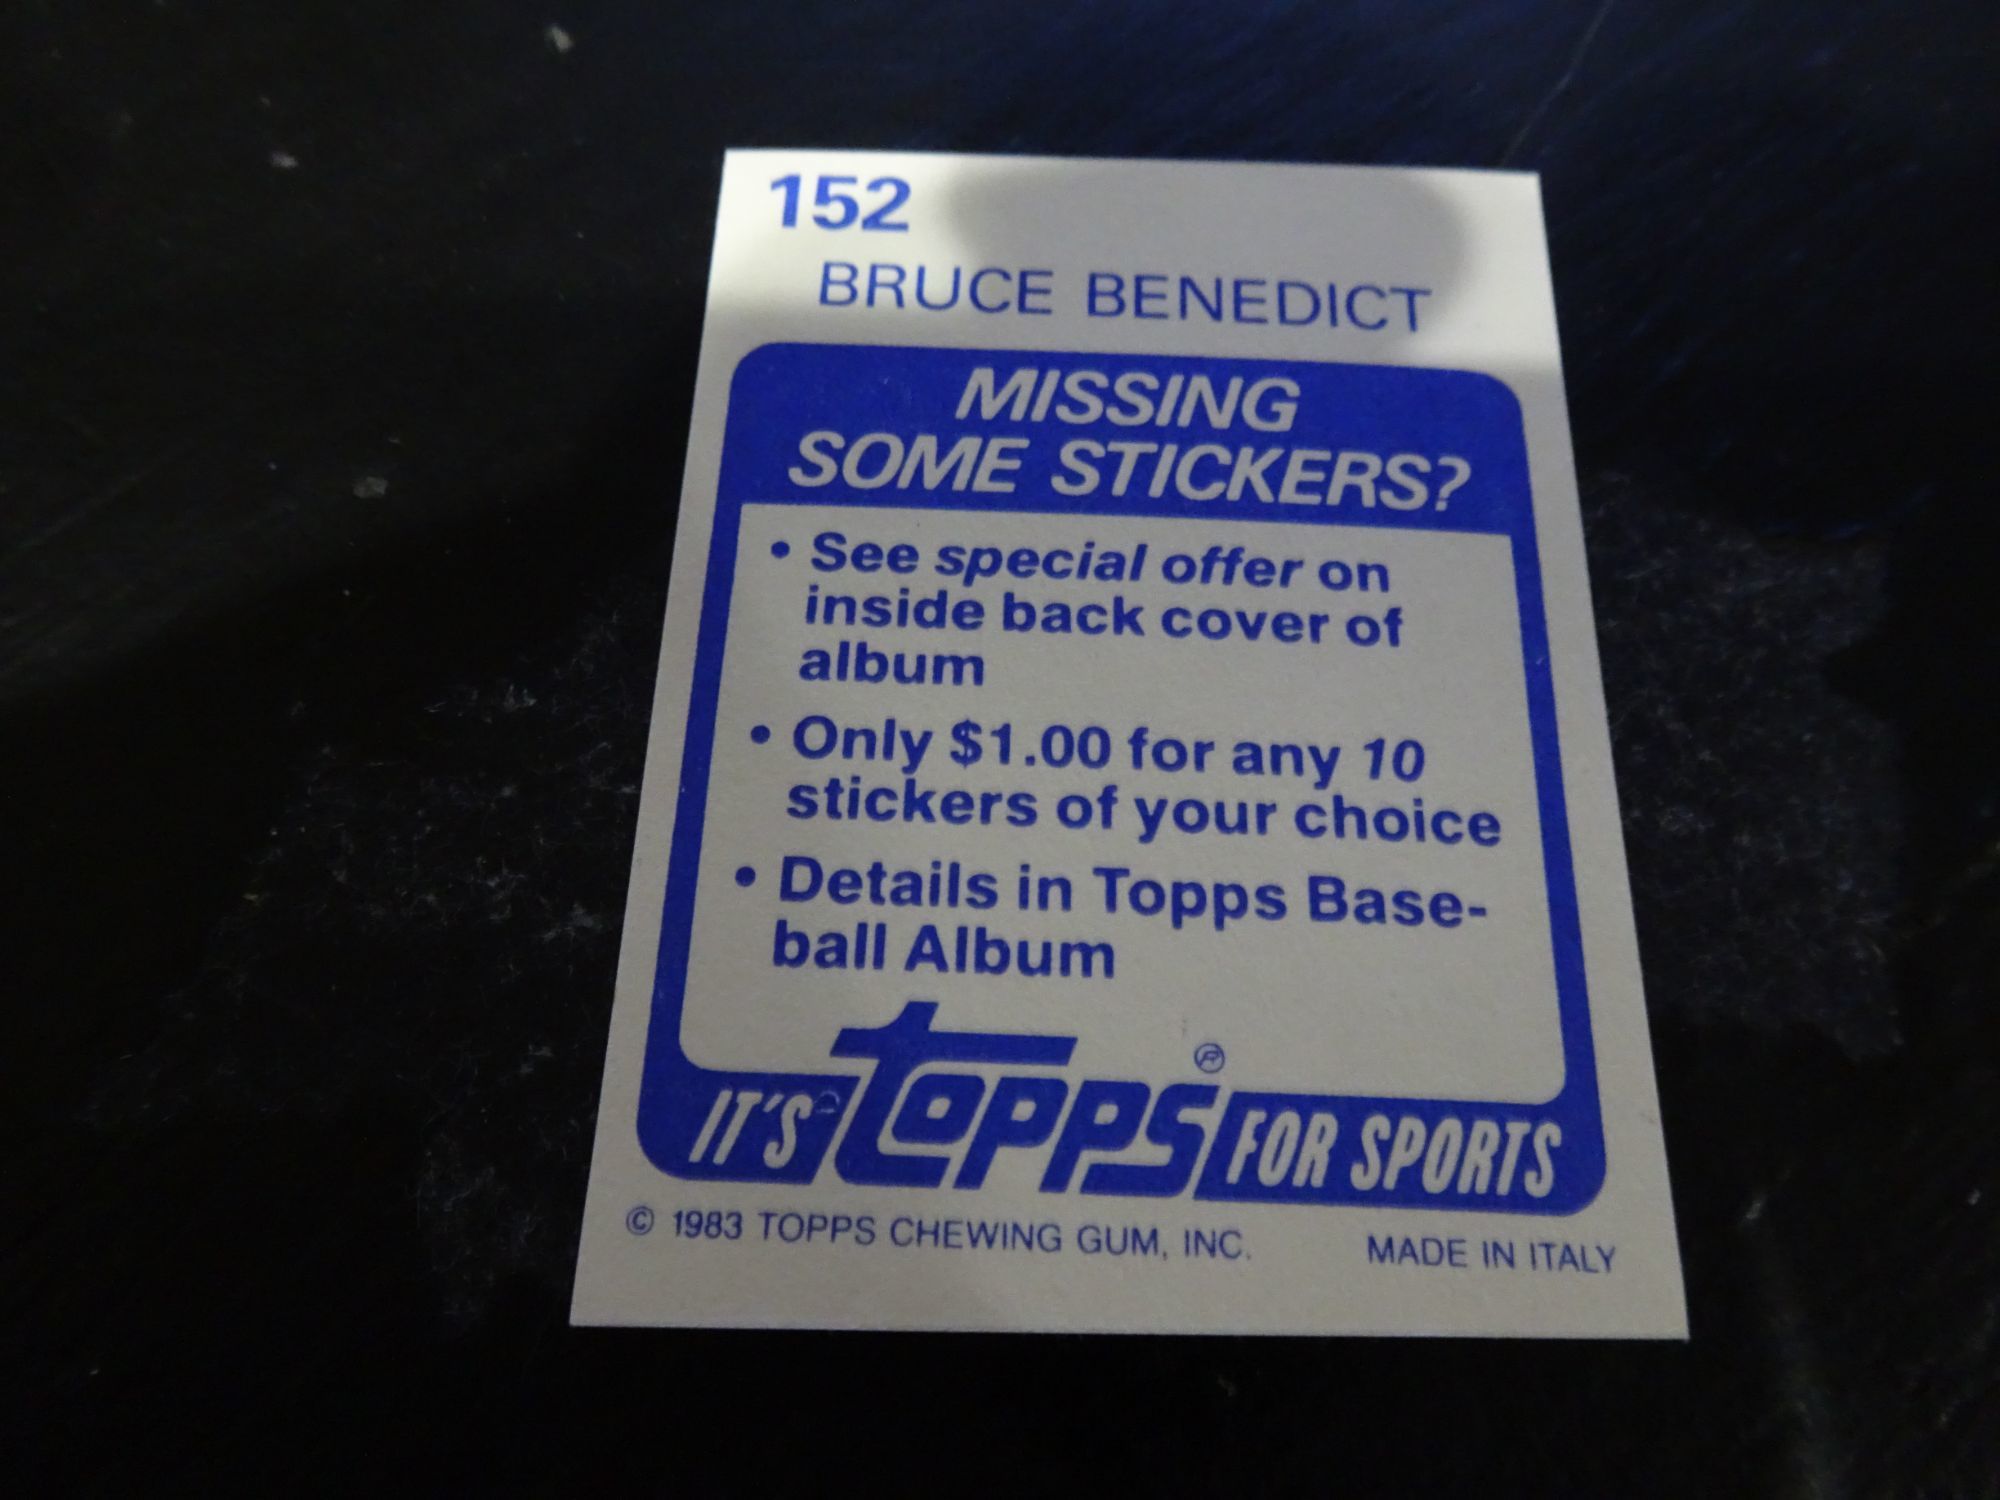 152
BRUCE BENEDICT
MISSING
SOME STICKERS?
• See special offer on
inside back cover of
album
• Only $1.00 for any 10
stickers of your choice
• Details in Topps Base-
ball Album
IT'S topps® FOR SPORTS
© 1983 TOPPS CHEWING GUM, INC. MADE IN ITALY